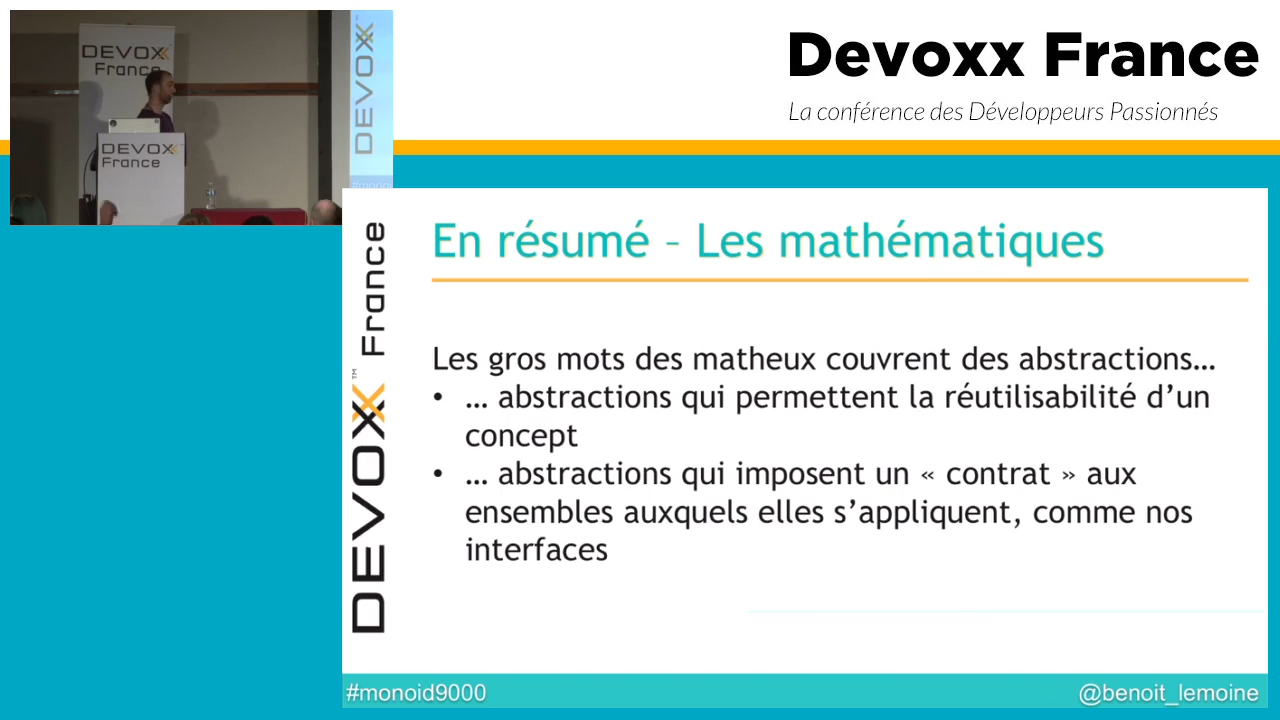 DEVOXX
France
DEVOXX
France
DEVOXX
Devoxx France
La conférence des Développeurs Passionnés
DEVOXX™ France
En résumé – Les mathématiques
Les gros mots des matheux couvrent des abstractions…
• … abstractions qui permettent la réutilisabilité d’un
concept
• … abstractions qui imposent un « contrat » aux
ensembles auxquels elles s’appliquent, comme nos
interfaces
#monoid9000
@benoit_lemoine